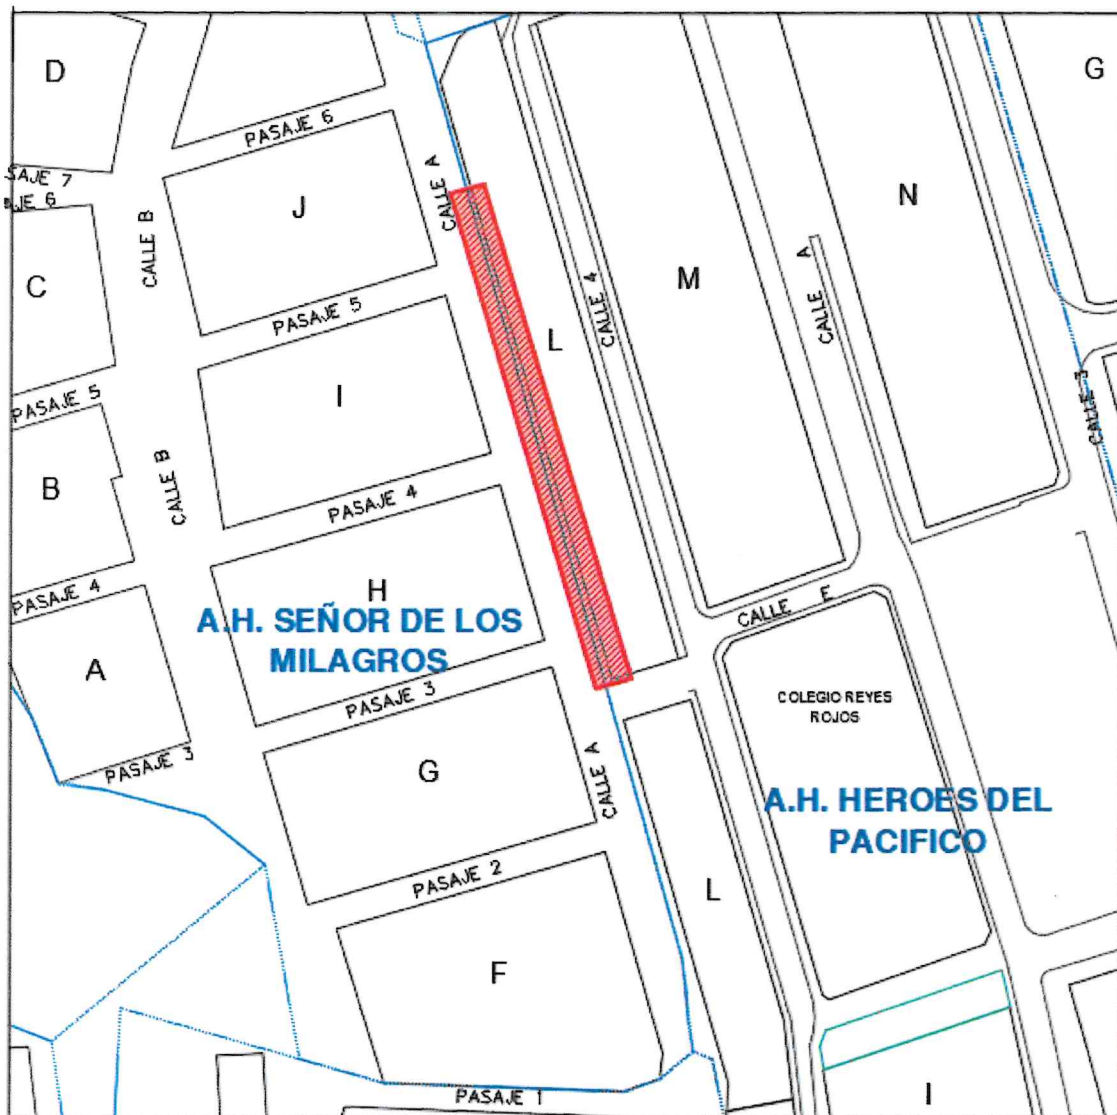 D
G
PASAJE 6
SAJE 7
JE 6
CALLE A
J
N
CALLE B
C
M
CALLE 4
CALLE A
PASAJE 5
L
I
PASAJE 5
CALLE 3
B
CALLE B
PASAJE 4
PASAJE 4
H
CALLE E
A.H. SEÑOR DE LOS
MILAGROS
A
PASAJE 3
COLEGIO REYES
ROJOS
PASAJE 3
G
CALLE A
A.H. HEROES DEL
PACIFICO
PASAJE 2
L
F
PASAJE 1
I